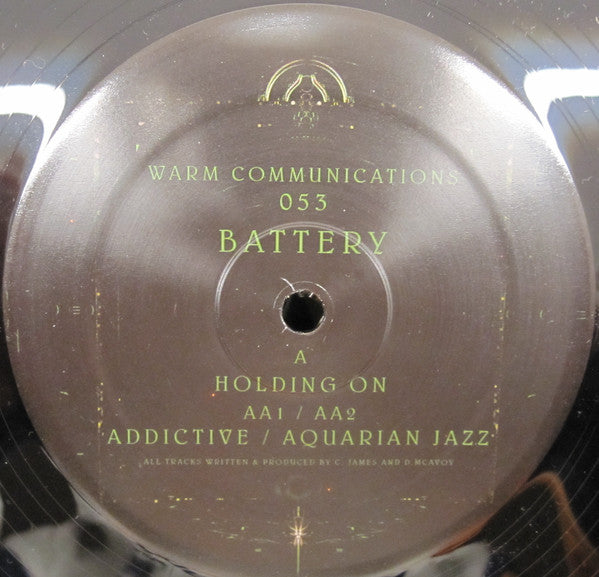 WARM COMMUNICATIONS
053
BATTERY
A
HOLDING ON
AA1 / AA2
ADDICTIVE / AQUARIAN JAZZ
ALL TRACKS WRITTEN & PRODUCED BY C. JAMES AND D. MCAVOY